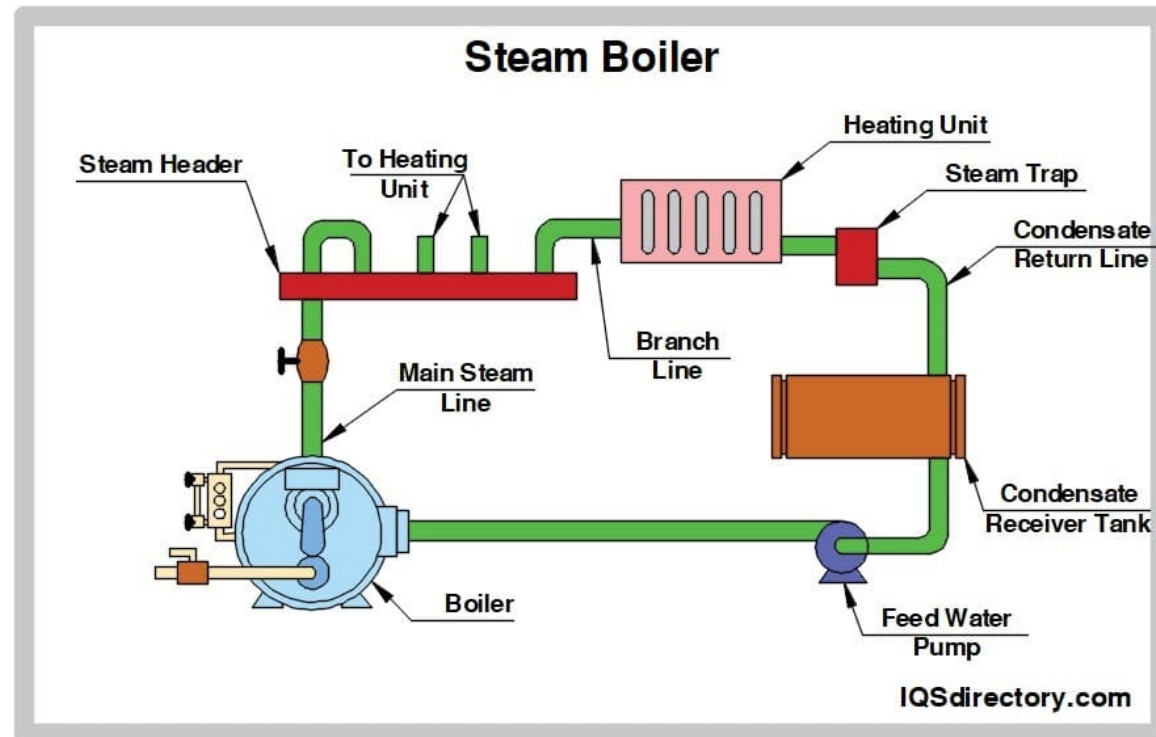 Steam Boiler
Steam Header
To Heating
Unit
Heating Unit
Steam Trap
Condensate
Return Line
Branch
Line
Main Steam
Line
Condensate
Receiver Tank
Boiler
Feed Water
Pump
IQSdirectory.com